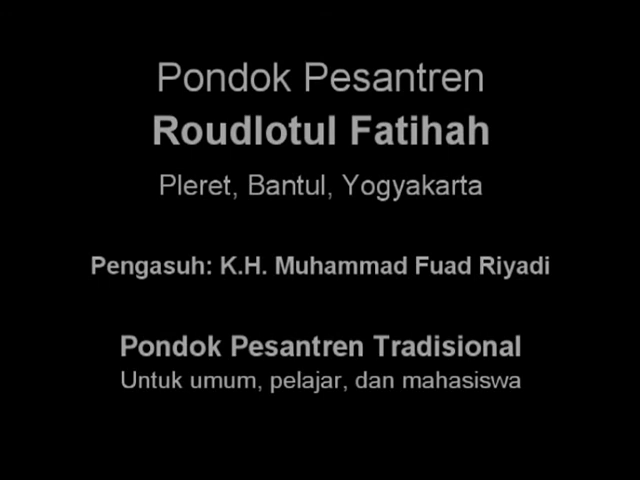 Pondok Pesantren
Roudlotul Fatihah
Pleret, Bantul, Yogyakarta
Pengasuh: K.H. Muhammad Fuad Riyadi
Pondok Pesantren Tradisional
Untuk umum, pelajar, dan mahasiswa